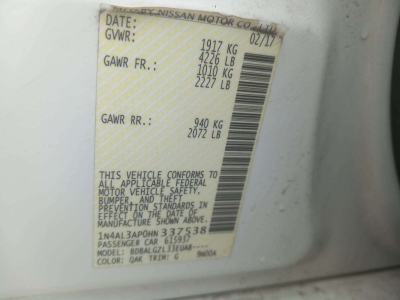 NISSAN MOTOR CO.,LTD.
DATE: 02/17
GVWR: 1917 KG
4226 LB
GAWR FR.: 1010 KG
2227 LB
GAWR RR.: 940 KG
2072 LB
THIS VEHICLE CONFORMS TO
ALL APPLICABLE FEDERAL
MOTOR VEHICLE SAFETY,
BUMPER, AND THEFT
PREVENTION STANDARDS IN
EFFECT ON THE DATE OF
MANUFACTURE SHOWN ABOVE.
1N4AL3AP0HN 337538
PASSENGER CAR 615937
MODEL:
COLOR: QAK TRIM: G